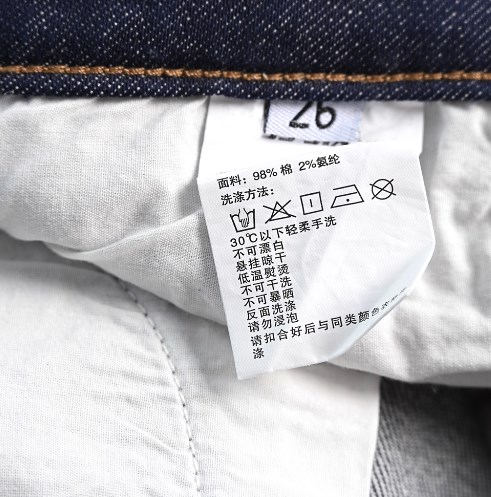 26
面料：98% 棉 2%氨纶
洗涤方法：
30℃以下轻柔手洗
不可漂白
悬挂晾干
低温熨烫
不可干洗
不可暴晒
反面洗涤
请勿浸泡
请扣合好后与同类颜色衣
涤